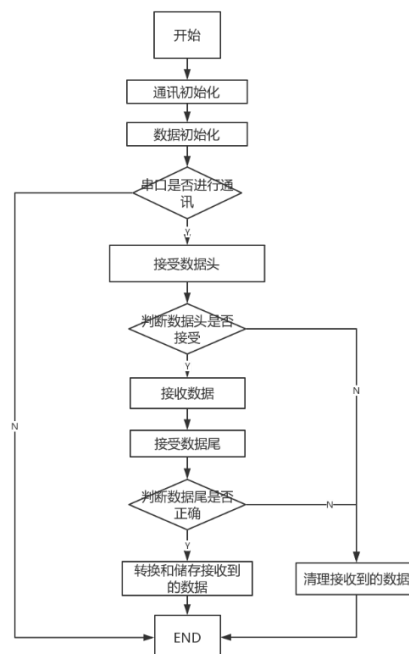 开始
通讯初始化
数据初始化
串口是否进行通
讯
Y
接受数据头
判断数据头是否
接受
Y
N
接收数据
N
接受数据尾
判断数据尾是否
正确
N
Y
转换和储存接收到
的数据
清理接收到的数据
END